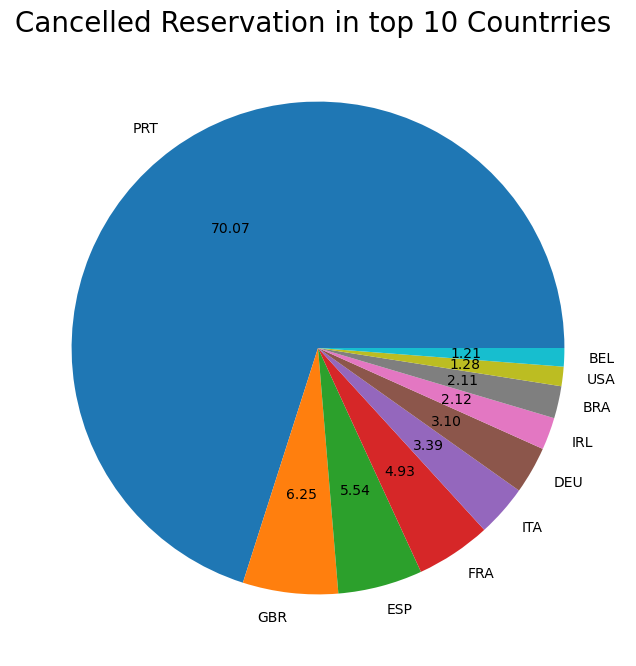 Cancelled Reservation in top 10 Countrries
PRT
70.07
1.21
BEL
1.28
USA
2.11
BRA
2.12
IRL
3.10
DEU
3.39
ITA
4.93
FRA
5.54
ESP
6.25
GBR